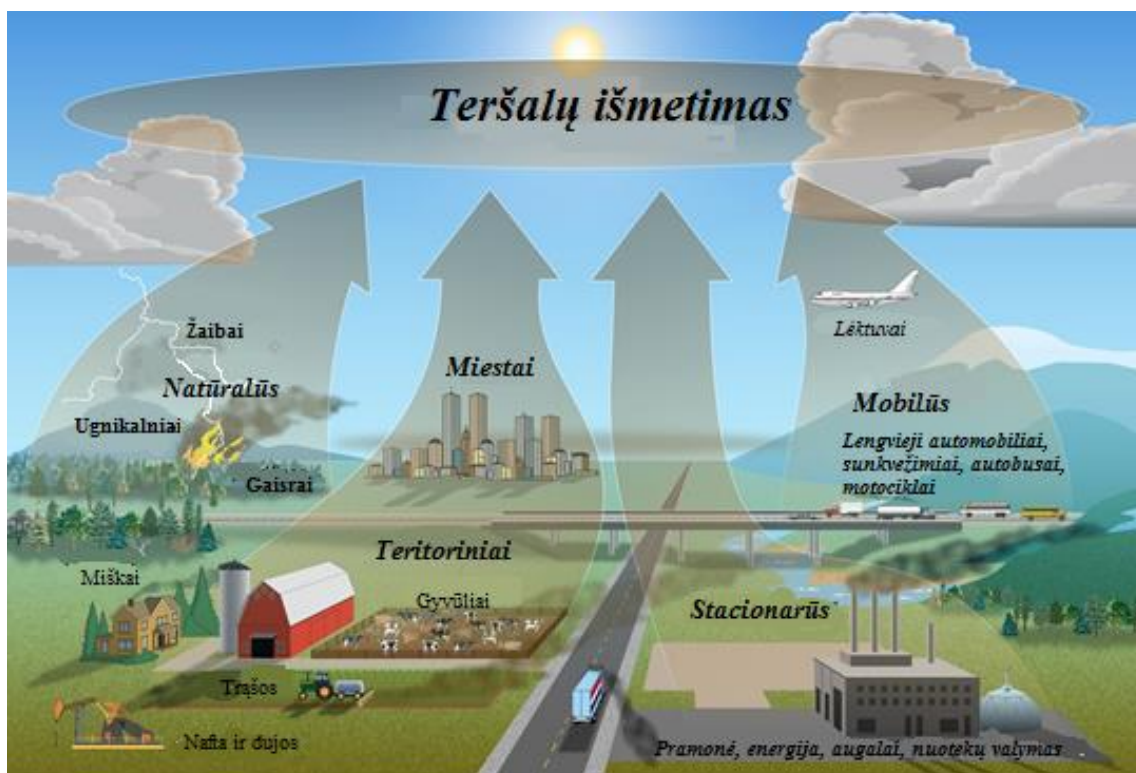 Teršalų išmetimas
Žaibai
Natūralūs
Ugnikalniai
Gaisrai
Miškai
Miestai
Lėktuvai
Mobilūs
Lengvieji automobiliai,
sunkvežimiai, autobusai,
motociklai
Teritoriniai
Gyvūliai
Trąšos
Nafta ir dujos
Stacionarūs
Pramonė, energija, augalai, nuotekų valymas